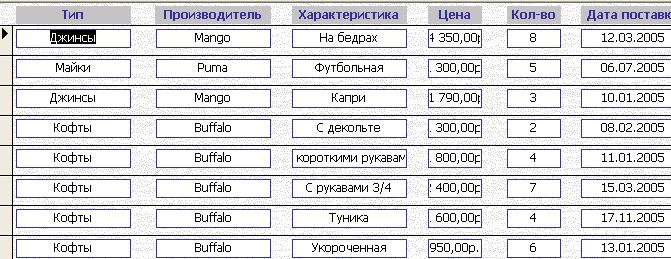 Тип Производитель Характеристика Цена Кол-во Дата поставк
Джинсы Mango На бедрах 350,00р 8 12.03.2005
Майки Puma Футбольная 300,00р 5 06.07.2005
Джинсы Mango Капри 1 790,00р 3 10.01.2005
Кофты Buffalo С декольте 300,00р 2 08.02.2005
Кофты Buffalo короткими рукавам 800,00р 4 11.01.2005
Кофты Buffalo С рукавами 3/4 400,00р 7 15.03.2005
Кофты Buffalo Туника 600,00р 4 17.11.2005
Кофты Buffalo Укороченная 950,00р. 6 13.01.2005